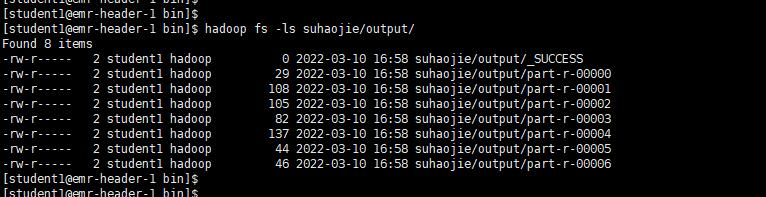 [student1@emr-header-1 bin]$
[student1@emr-header-1 bin]$ hadoop fs -ls suhaojie/output/
Found 8 items
-rw-r----- 2 student1 hadoop 0 2022-03-10 16:58 suhaojie/output/_SUCCESS
-rw-r----- 2 student1 hadoop 29 2022-03-10 16:58 suhaojie/output/part-r-00000
-rw-r----- 2 student1 hadoop 108 2022-03-10 16:58 suhaojie/output/part-r-00001
-rw-r----- 2 student1 hadoop 105 2022-03-10 16:58 suhaojie/output/part-r-00002
-rw-r----- 2 student1 hadoop 82 2022-03-10 16:58 suhaojie/output/part-r-00003
-rw-r----- 2 student1 hadoop 137 2022-03-10 16:58 suhaojie/output/part-r-00004
-rw-r----- 2 student1 hadoop 44 2022-03-10 16:58 suhaojie/output/part-r-00005
-rw-r----- 2 student1 hadoop 46 2022-03-10 16:58 suhaojie/output/part-r-00006
[student1@emr-header-1 bin]$
[student1@emr-header-1 bin]$